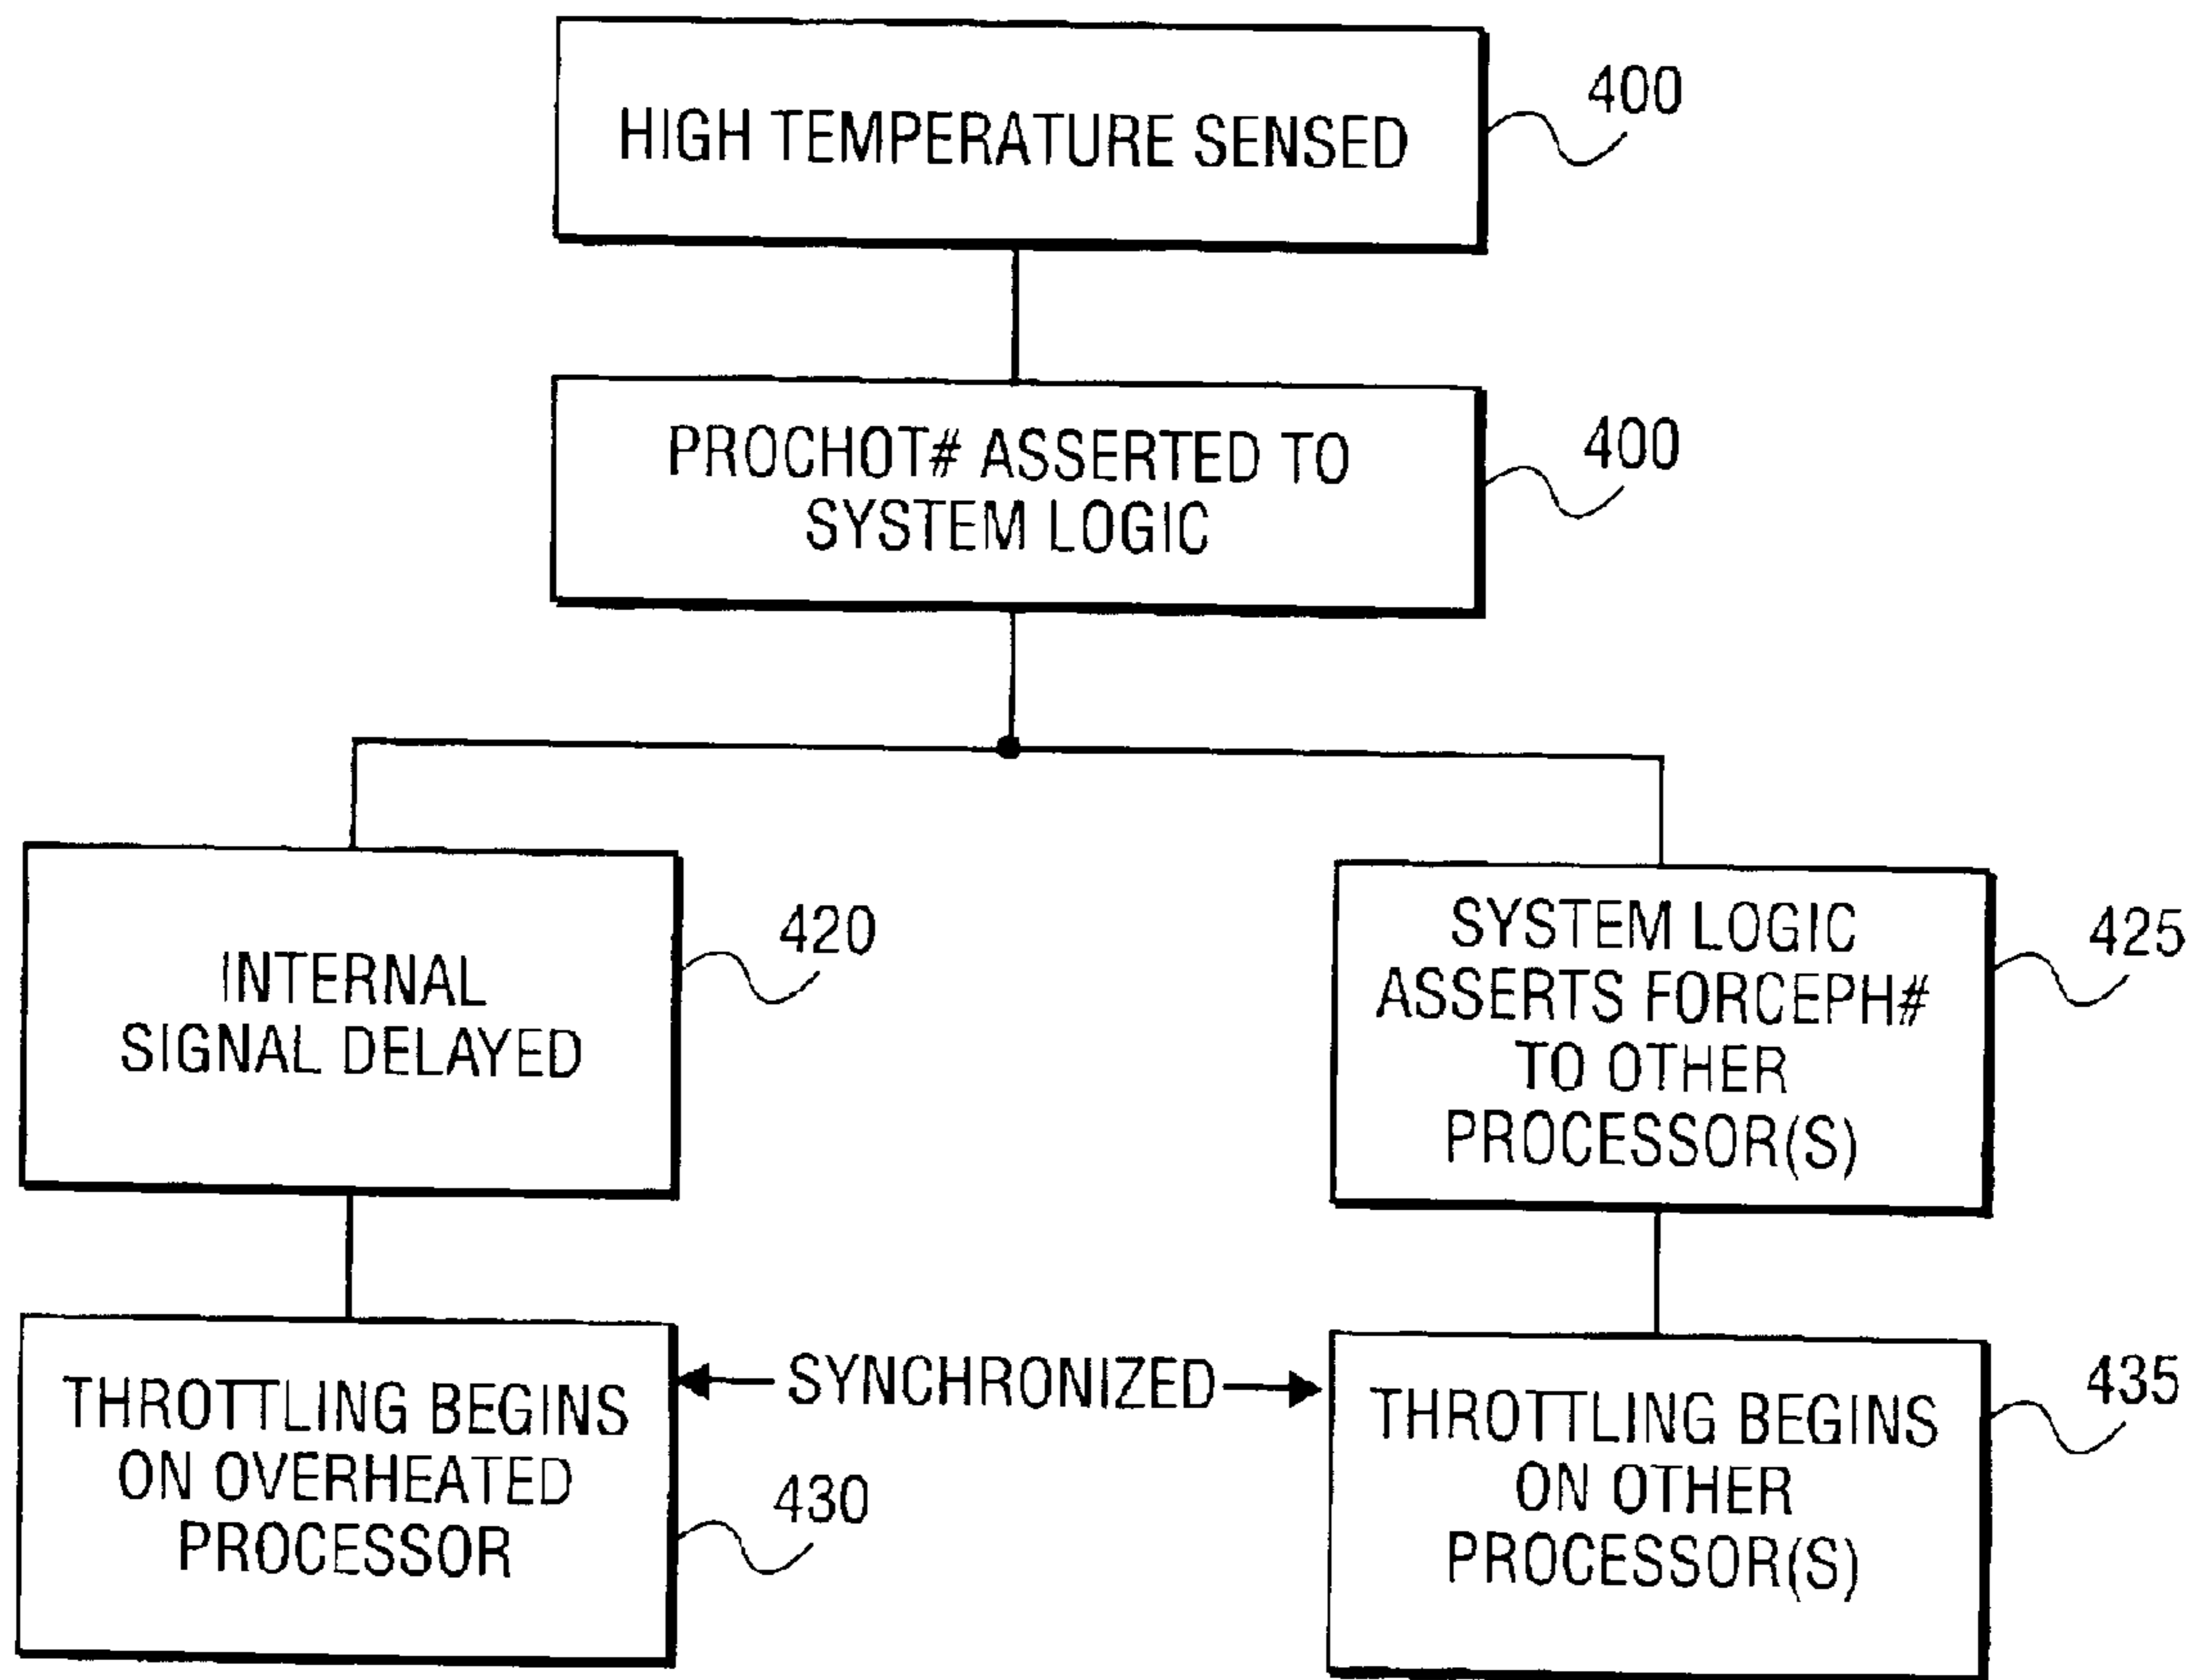 HIGH TEMPERATURE SENSED
400
PROCHOT# ASSERTED TO
SYSTEM LOGIC
400
INTERNAL
SIGNAL DELAYED
420
SYSTEM LOGIC
ASSERTS FORCEPH#
TO OTHER
PROCESSOR(S)
425
THROTTLING BEGINS
ON OVERHEATED
PROCESSOR
430
SYNCHRONIZED
THROTTLING BEGINS
ON OTHER
PROCESSOR(S)
435